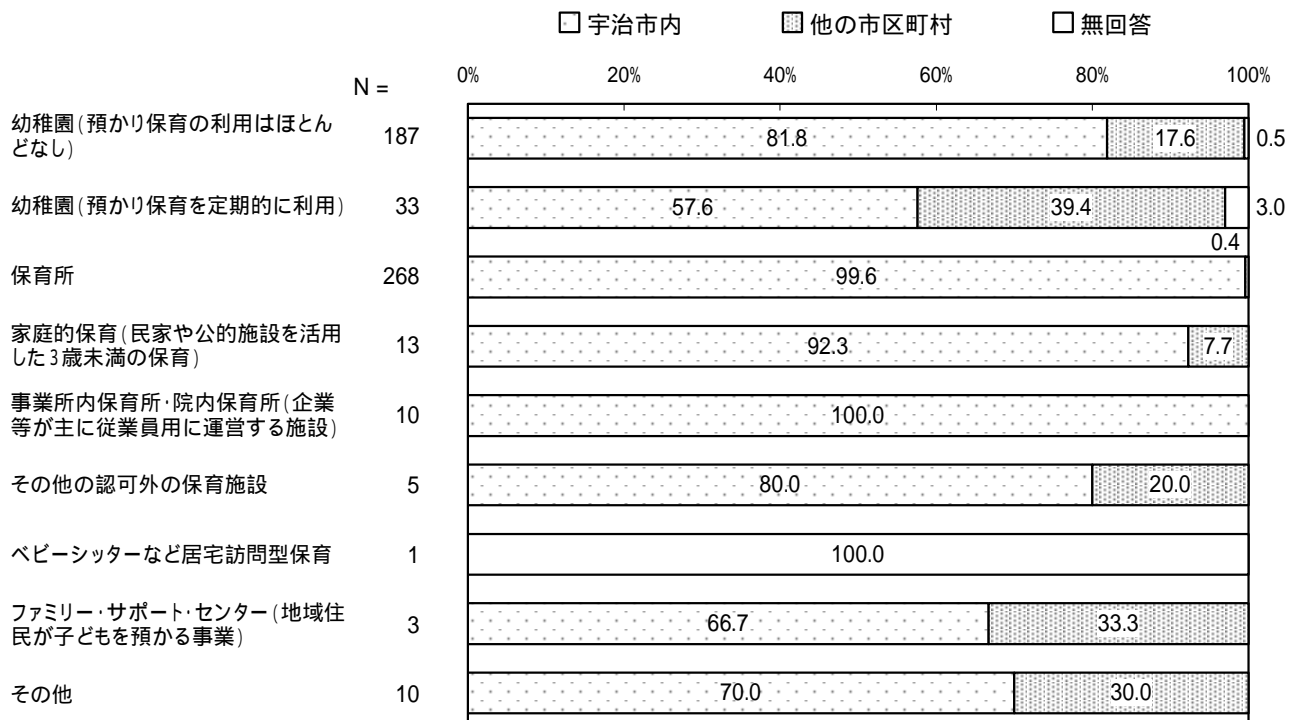 宇治市内 他の市区町村 無回答
N = 0% 20% 40% 60% 80% 100%
幼稚園(預かり保育の利用はほとん
どなし)
187 81.8 17.6 0.5
幼稚園(預かり保育を定期的に利用) 33 57.6 39.4 3.0
0.4
保育所 268 99.6
家庭的保育(民家や公的施設を活用
した3歳未満の保育)
13 92.3 7.7
事業所内保育所・院内保育所(企業
等が主に従業員用に運営する施設)
10 100.0
その他の認可外の保育施設 5 80.0 20.0
ベビーシッターなど居宅訪問型保育 1 100.0
ファミリー・サポート・センター(地域住
民が子どもを預かる事業)
3 66.7 33.3
その他 10 70.0 30.0